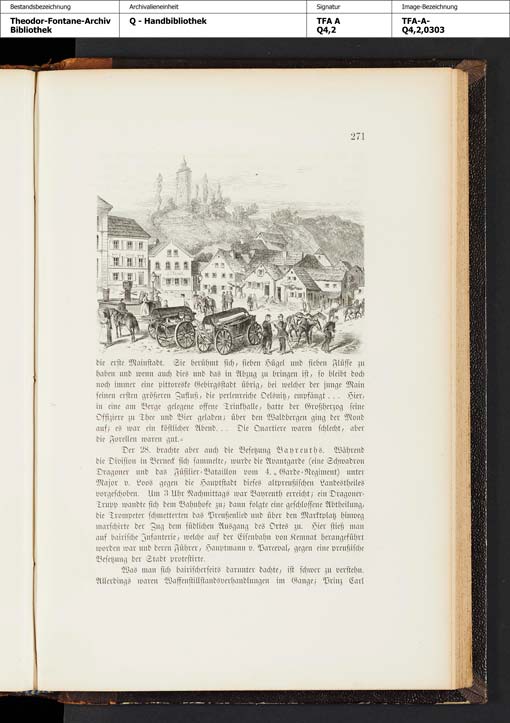 Bestandsbezeichnung
Archivalieneinheit
Signatur
Image-Bezeichnung
Theodor-Fontane-Archiv
Bibliothek
Q - Handbibliothek
TFA A
Q4,2
TFA-A-
Q4,2,0303
271
die erste Mainstadt. Sie berühmt sich, sieben Hügel und sieben Flüsse zu
haben und wenn auch dies und das in Abzug zu bringen ist, so bleibt doch
noch immer eine pittoreske Gebirgsstadt übrig, bei welcher der junge Main
seinen ersten größeren Zufluß, die perlenreiche Oelsnitz, empfängt ... Hier,
in eine am Berge gelegene offene Trinkhalle, hatte der Großherzog seine
Offiziere zu Thee und Bier geladen; über den Waldbergen ging der Mond
auf; es war ein köstlicher Abend... Die Quartiere waren schlecht, aber
die Forellen waren gut.«
Der 28. brachte aber auch die Besetzung Bayreuths. Während
die Division in Berneck sich sammelte, wurde die Avantgarde (eine Schwadron
Dragoner und das Füsilier-Bataillon vom 4. Garde-Regiment) unter
Major v. Loos gegen die Hauptstadt dieses altpreußischen Landestheiles
vorgeschoben. Um 3 Uhr Nachmittags war Bayreuth erreicht; ein Dragoner-
Trupp wandte sich dem Bahnhofe zu; dann folgte eine geschlossene Abtheilung;
die Trompeter schmetterten das Preußenlied und über den Marktplatz hinweg
marschirte der Zug dem südlichen Ausgang des Ortes zu. Hier stieß man
auf bairische Infanterie, welche auf der Eisenbahn von Kemnat herangeführt
worden war und deren Führer, Hauptmann v. Parceval, gegen eine preußische
Besetzung der Stadt protestirte.
Was man sich bairischerseits darunter dachte, ist schwer zu verstehn.
Allerdings waren Waffenstillstandsverhandlungen im Gange; Prinz Carl